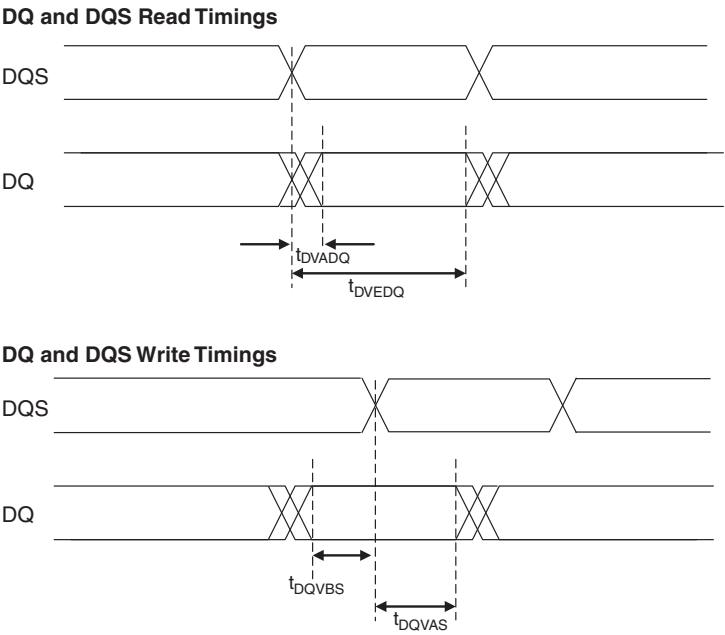 DQ and DQS Read Timings
DQS
DQ
tDVADQ
tDVEDQ
DQ and DQS Write Timings
DQS
DQ
tDQVBS
tDQVAS